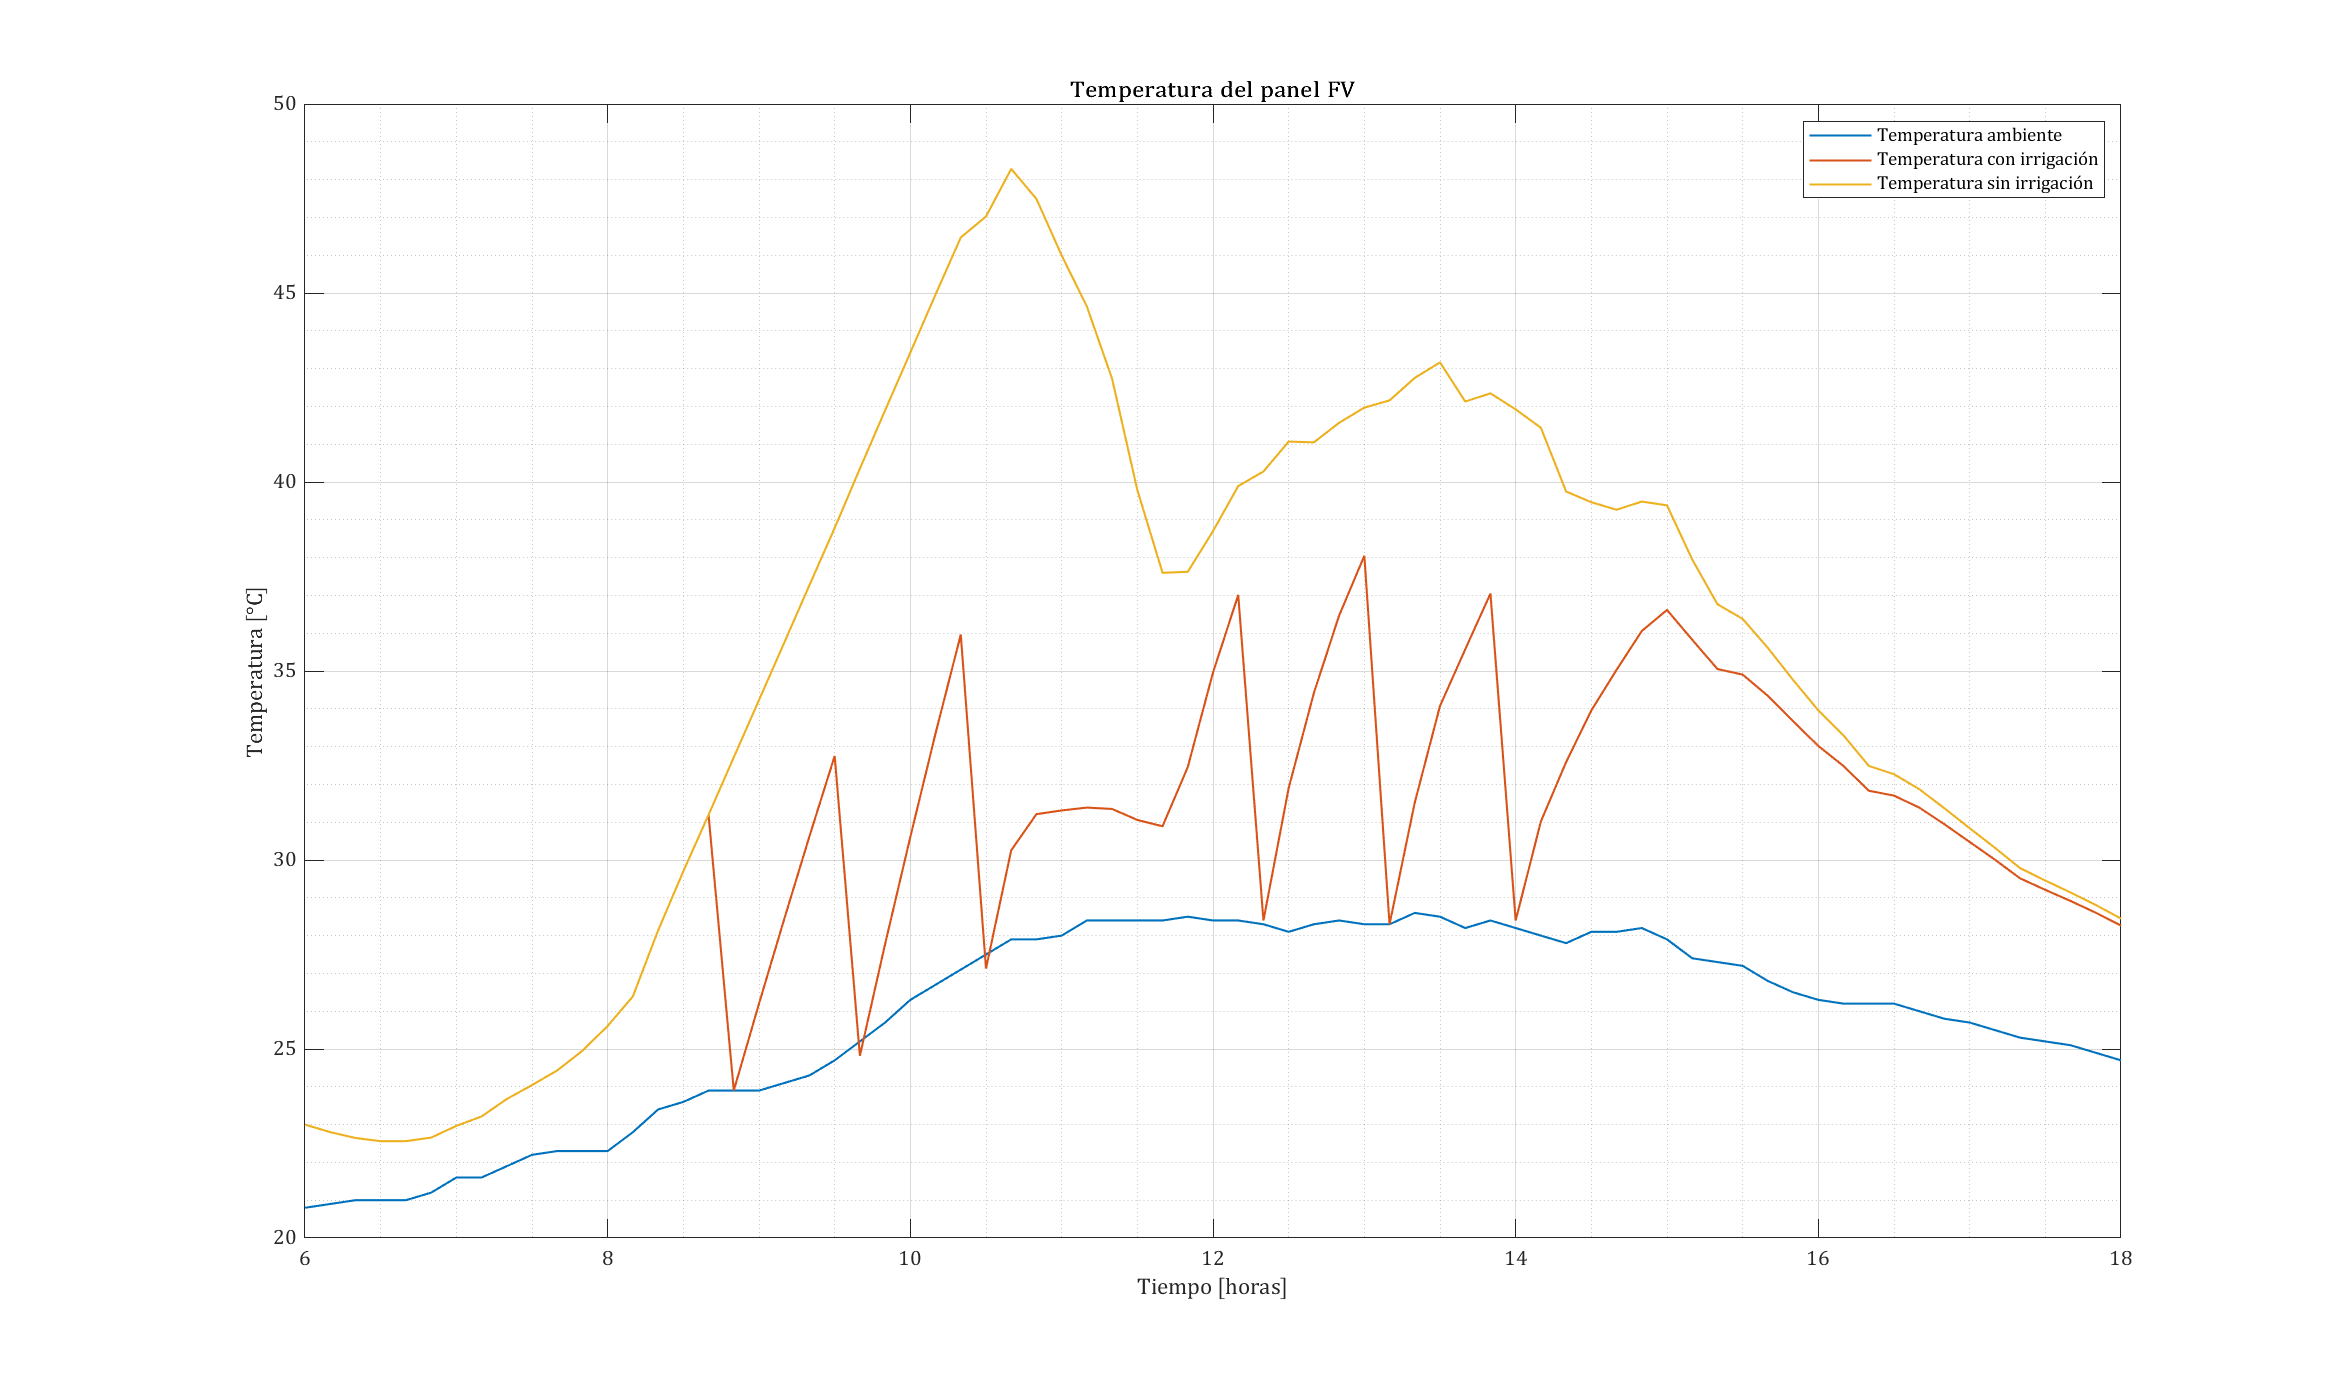 Temperatura del panel FV
50
45
40
35
30
25
20
Temperatura [°C]
Temperatura ambiente
Temperatura con irrigación
Temperatura sin irrigación
6 8 10 12 14 16 18
Tiempo [horas]